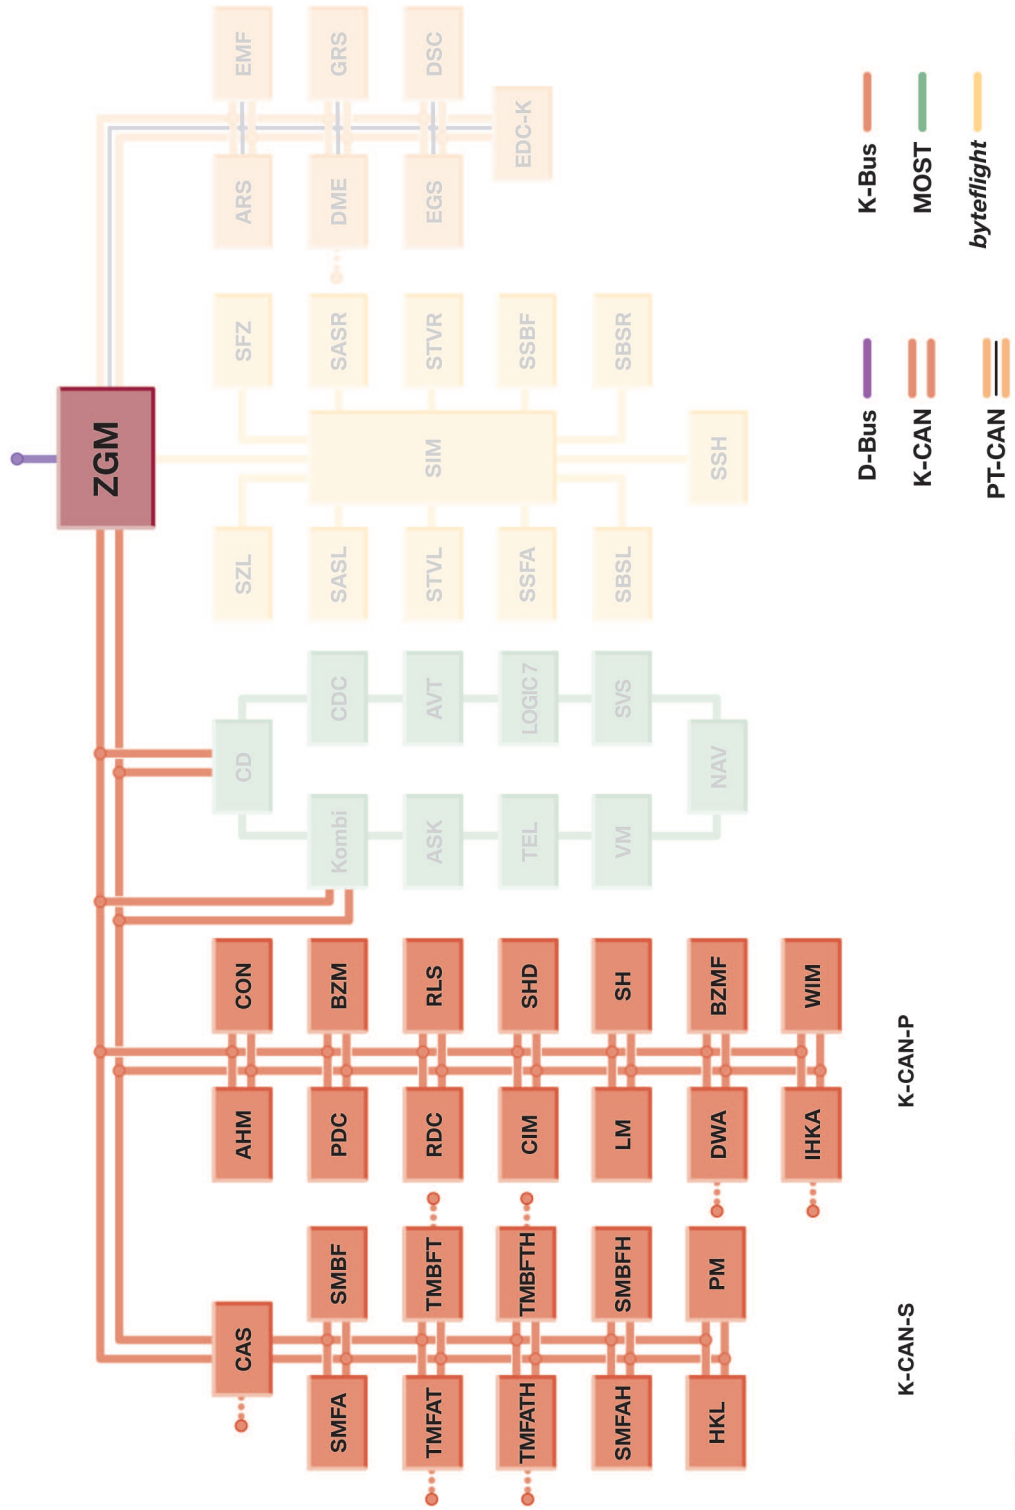 ZGM
CAS
SMFA
SMBF
TMFAT
TMBFT
TMFATH
TMBFTH
SMFAH
SMBFH
HKL
PM
K-CAN-S
AHM
CON
PDC
BZM
RDC
RLS
CIM
SHD
LM
SH
DWA
BZMF
IHKA
WIM
K-CAN-P
CD
Kombi
CDC
ASK
AVT
TEL
LOGIC7
VM
SVS
NAV
SZL
SFZ
SASL
SASR
STVL
SIM
STVR
SSFA
SSBF
SBSL
SBSR
SSH
ARS
EMF
DME
GRS
EGS
DSC
EDC-K
D-Bus
K-Bus
K-CAN
MOST
PT-CAN
byteflight